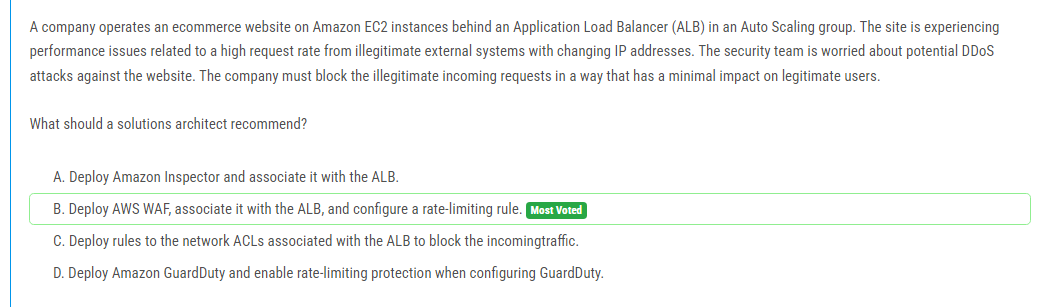 A company operates an ecommerce website on Amazon EC2 instances behind an Application Load Balancer (ALB) in an Auto Scaling group. The site is experiencing
performance issues related to a high request rate from illegitimate external systems with changing IP addresses. The security team is worried about potential DDoS
attacks against the website. The company must block the illegitimate incoming requests in a way that has a minimal impact on legitimate users.
What should a solutions architect recommend?
A. Deploy Amazon Inspector and associate it with the ALB.
B. Deploy AWS WAF, associate it with the ALB, and configure a rate-limiting rule. Most Voted
C. Deploy rules to the network ACLs associated with the ALB to block the incomingtraffic.
D. Deploy Amazon GuardDuty and enable rate-limiting protection when configuring GuardDuty.